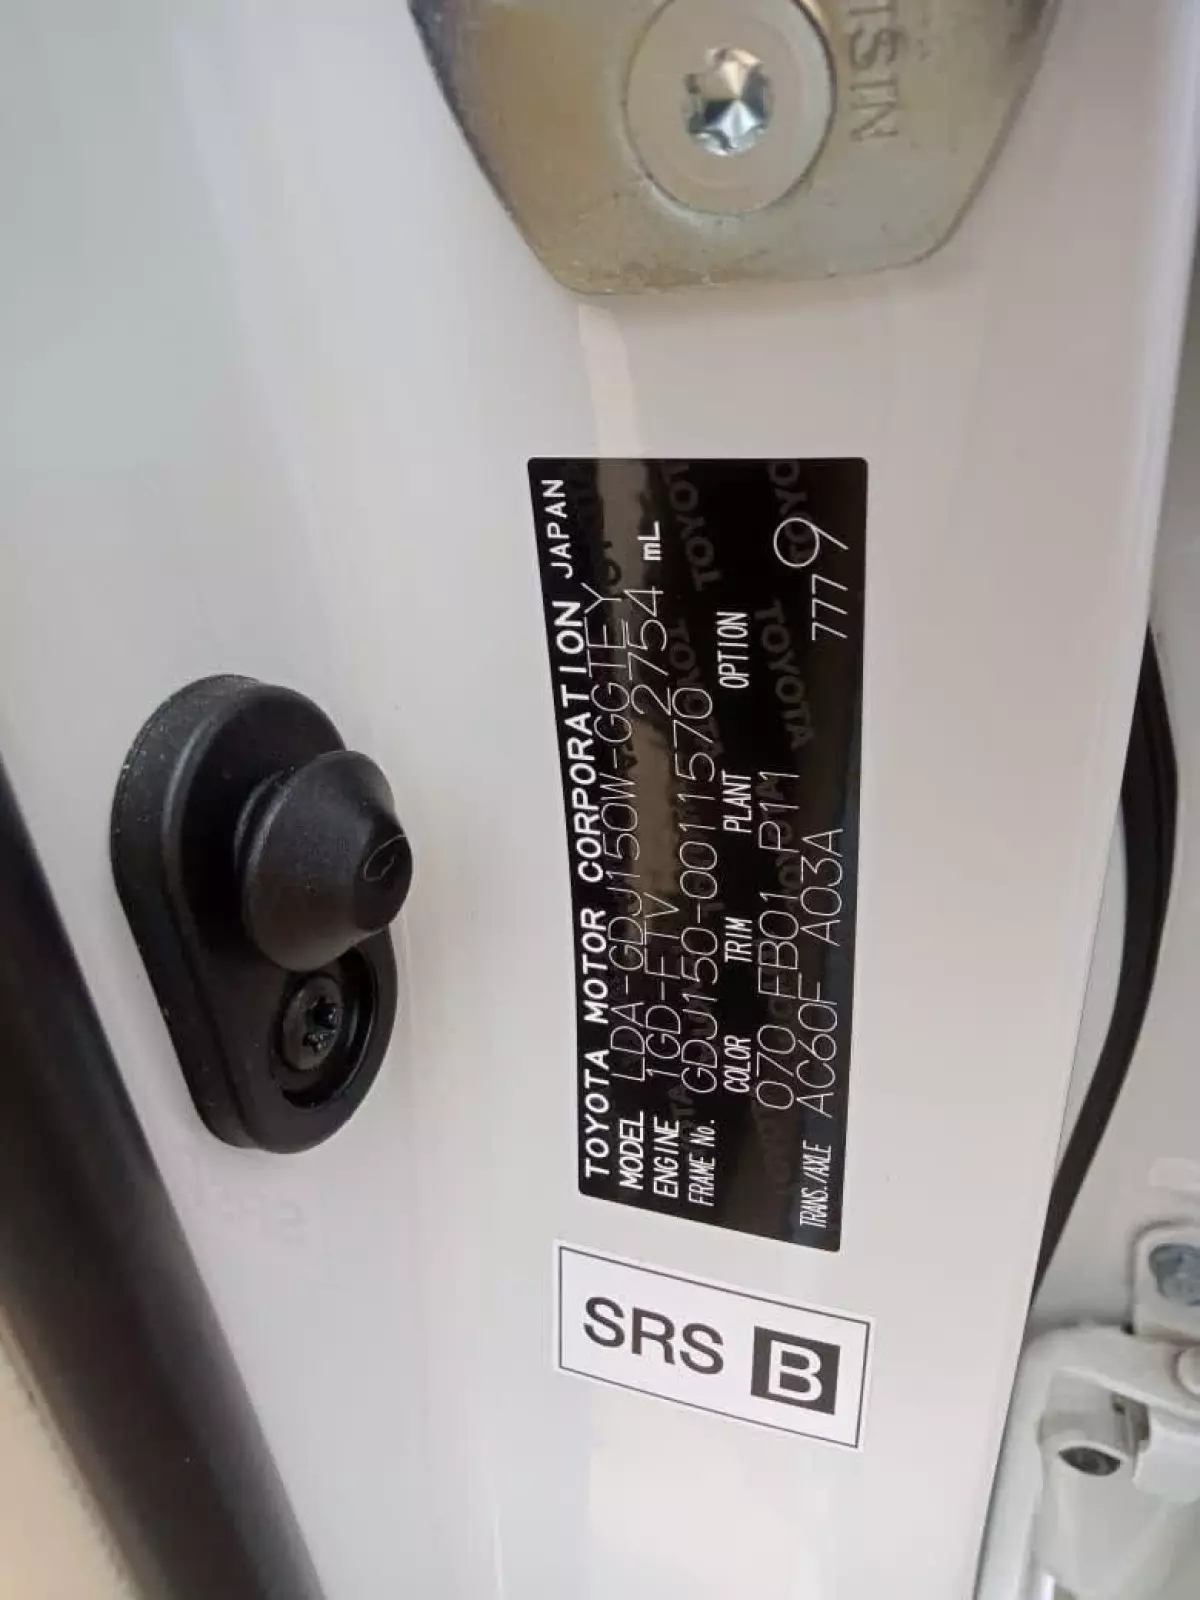 TOYOTA MOTOR CORPORATION JAPAN
MODEL LDA-GDJ150W-GGTEY
ENGINE 1GD-FTV 2754 mL
FRAME No. GDJ150-0011570
COLOR TRIM PLANT OPTION
070 FB01 P11 9
TRANS./AXLE AC60F A03A 777
SRS B